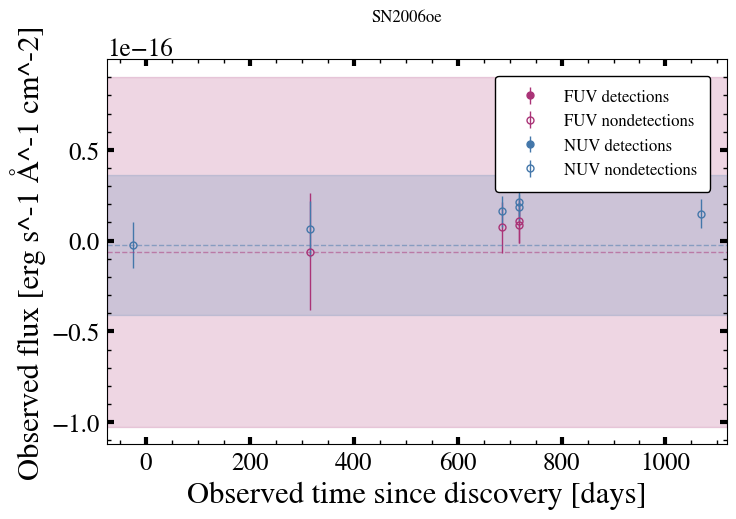 SN2006oe
1e−16
FUV detections
FUV nondetections
NUV detections
NUV nondetections
0.5
0.0
−0.5
−1.0
Observed flux [erg s^-1 Å^-1 cm^-2]
0 200 400 600 800 1000
Observed time since discovery [days]